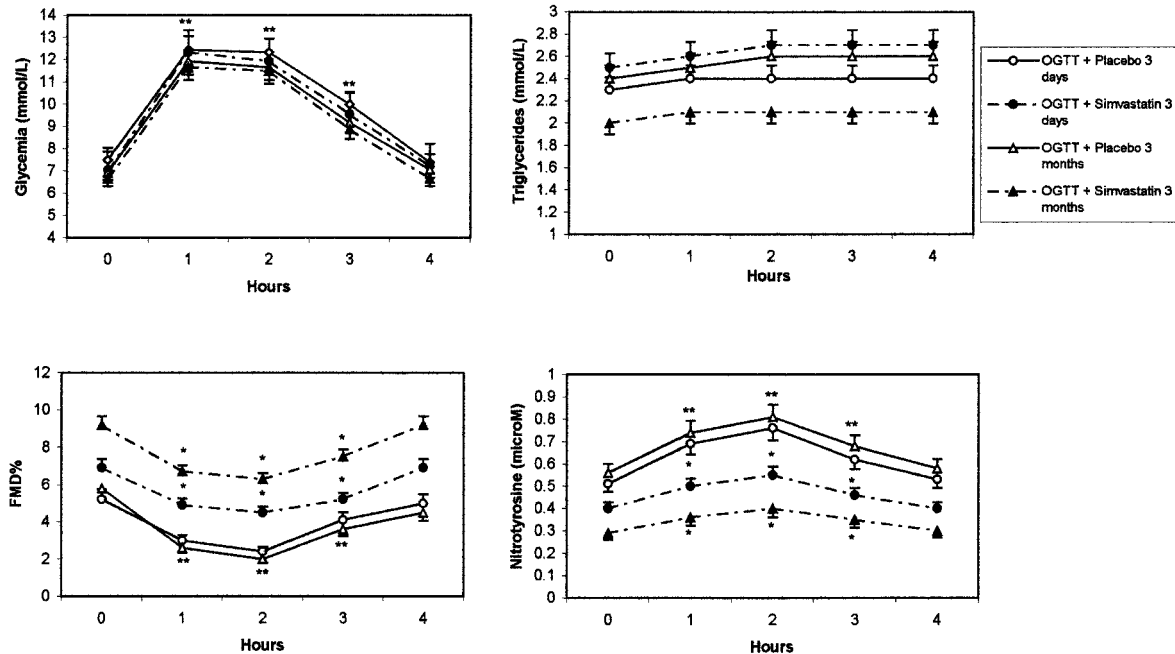 ** **
**
14
13
12
11
10
9
8
7
6
5
4
Glycemia (mmol/L)
0 1 2 3 4
Hours
3
2.8
2.6
2.4
2.2
2
1.8
1.6
1.4
1.2
1
Triglycerides (mmol/L)
0 1 2 3 4
Hours
OGTT + Placebo 3
days
OGTT + Simvastatin 3
days
OGTT + Placebo 3
months
OGTT + Simvastatin 3
months
12
10
8
6
4
2
0
FMD%
* * *
* * *
** ** **
0 1 2 3 4
Hours
1
0.9
0.8
0.7
0.6
0.5
0.4
0.3
0.2
0.1
0
Nitrotyrosine (microM)
** ** **
* * *
* * *
0 1 2 3 4
Hours